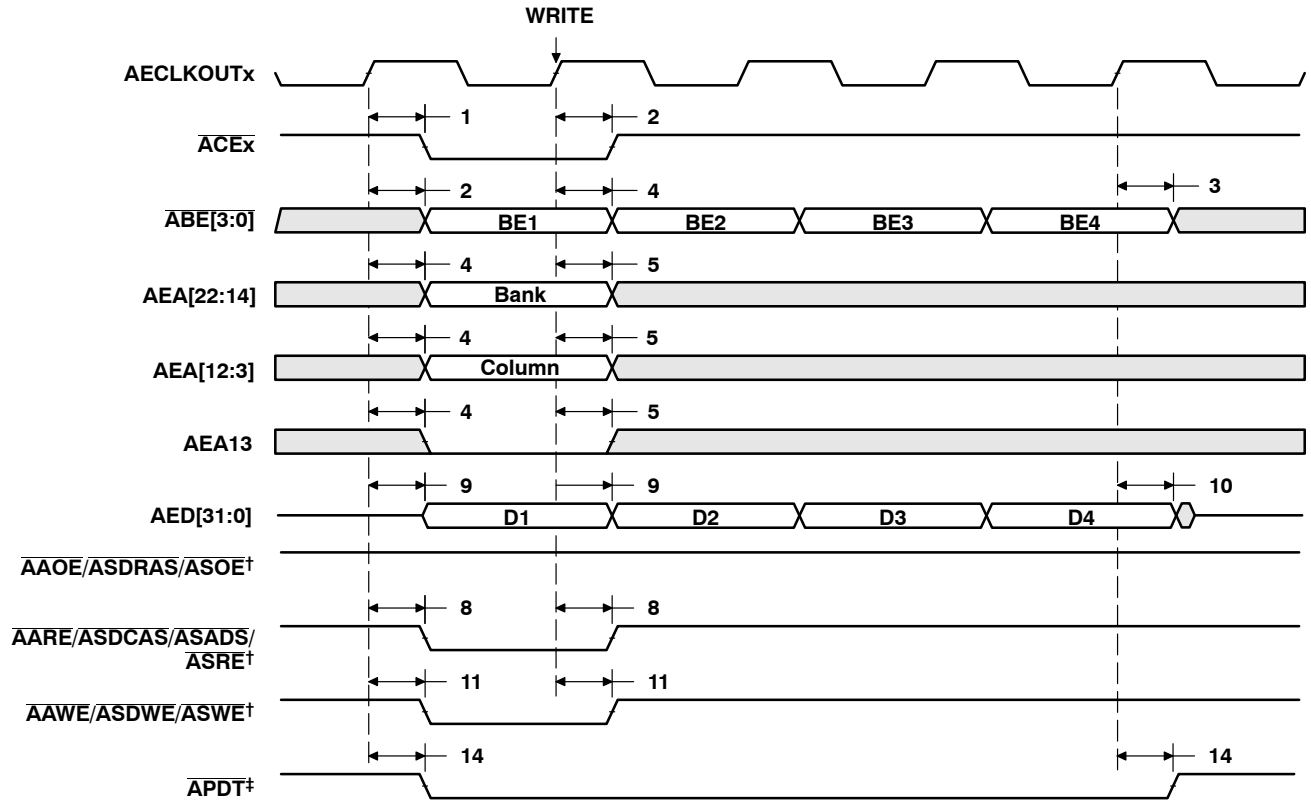 WRITE
AECLKOUTx
1 2
ACEx
2 4 3
ABE[3:0] BE1 BE2 BE3 BE4
4 5
AEA[22:14] Bank
4 5
AEA[12:3] Column
4 5
AEA13
9 9 10
AED[31:0] D1 D2 D3 D4
AAOE/ASDRAS/ASOE†
8 8
AARE/ASDCAS/ASADS/
ASRE†
11 11
AAWE/ASDWE/ASWE†
14 14
APDT‡